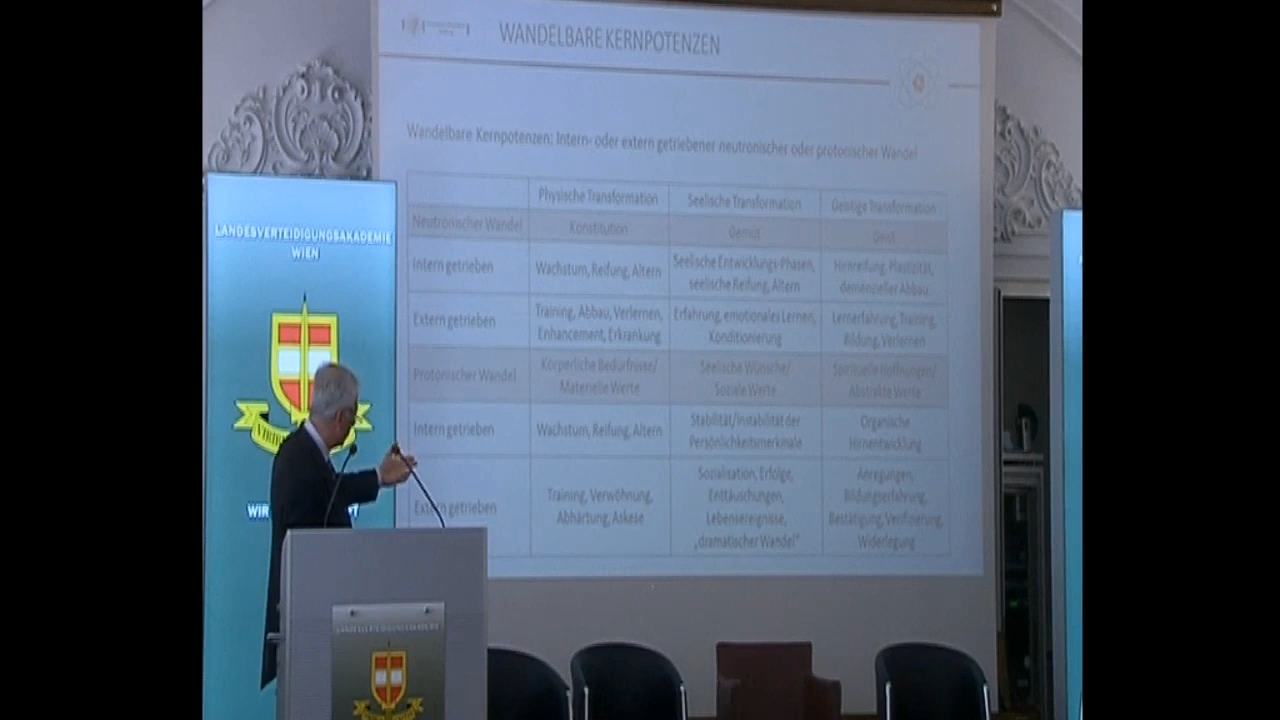 WANDELBARE KERNPOTENZEN
Wandelbare Kernpotenzen: Intern- oder extern getriebener neutronischer oder protonischer Wandel
Physische Transformation Seelische Transformation Geistige Transformation
Neutronischer Wandel Konstitution Gemüt Geist
Intern getrieben Wachstum, Reifung, Altern Seelische Entwicklungs-Phasen, Hirnreifung, Plastizität,
seelische Reifung, Altern demenzieller Abbau
Extern getrieben Training, Abbau, Verlernen, Erfahrung, emotionales Lernen, Lernerfahrung, Training,
Enhancement, Erkrankung Konditionierung Bildung, Verlernen
Protonischer Wandel Körperliche Bedürfnisse/ Seelische Wünsche/ Spirituelle Hoffnungen/
Materielle Werte Soziale Werte Abstrakte Werte
Intern getrieben Wachstum, Reifung, Altern Stabilität/Instabilität der Organische
Persönlichkeitsmerkmale Hirnentwicklung
Extern getrieben Training, Verwöhnung, Sozialisation, Erfolge, Anregungen,
Abhärtung, Askese Enttäuschungen, Bildungserfahrung,
Lebensereignisse, Bestätigung, Verifizierung,
„dramatischer Wandel“ Widerlegung
LANDESVERTEIDIGUNGSAKADEMIE
WIEN
LANDESVERTEIDIGUNGSAKADEMIE